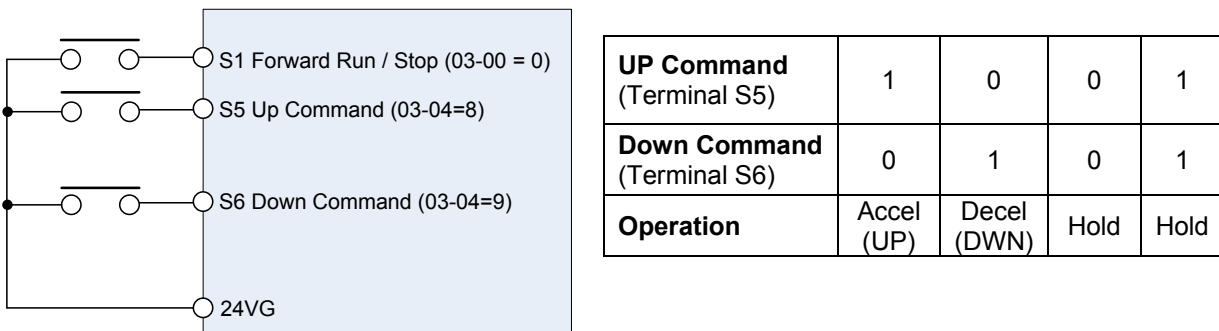 S1 Forward Run / Stop (03-00 = 0)
S5 Up Command (03-04=8)
S6 Down Command (03-04=9)
24VG
UP Command
(Terminal S5)
1 0 0 1
Down Command
(Terminal S6)
0 1 0 1
Operation
Accel
(UP)
Decel
(DWN)
Hold Hold